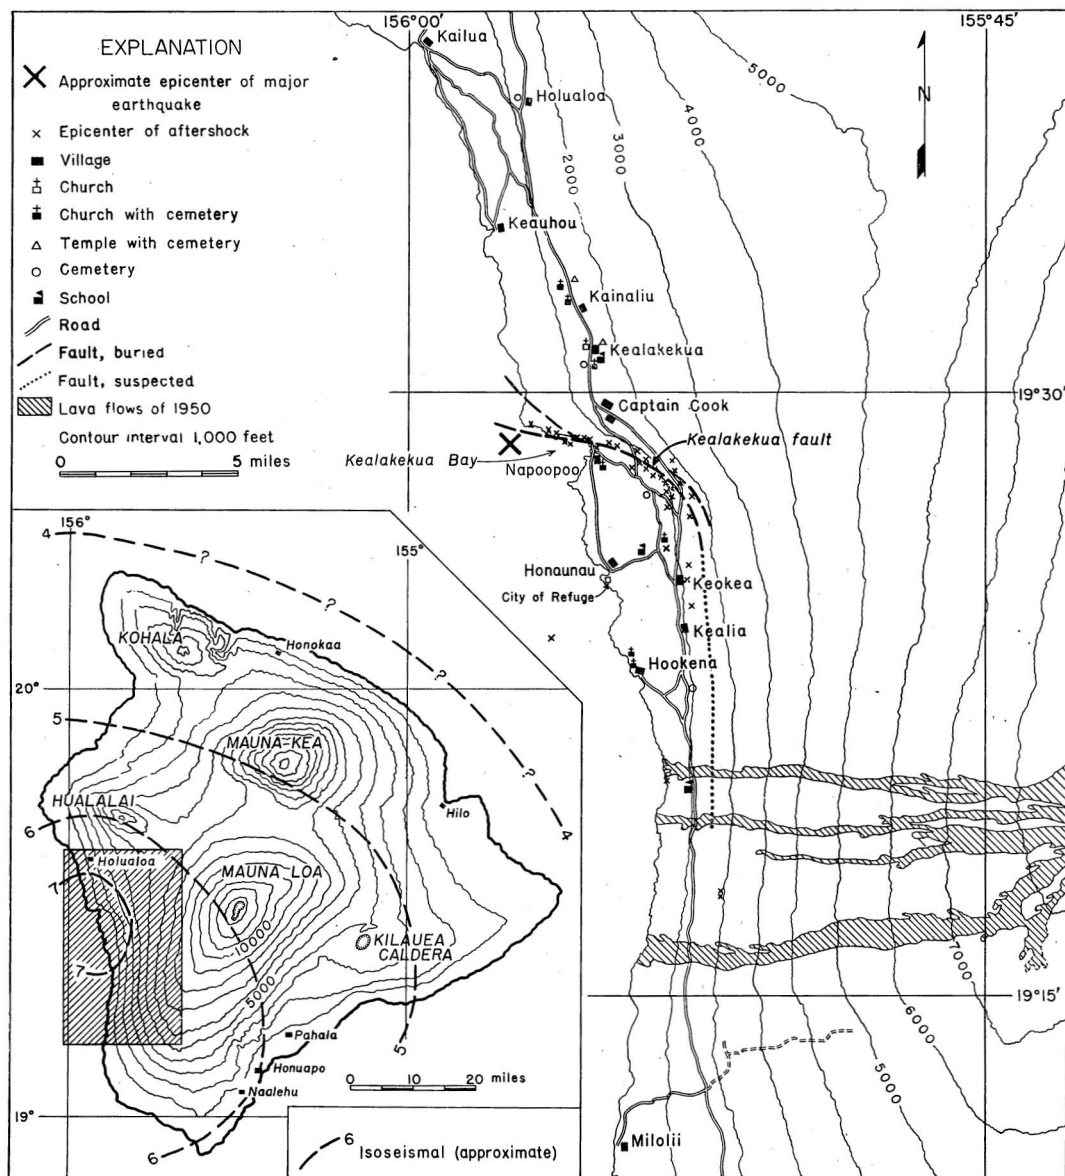 EXPLANATION
Approximate epicenter of major
earthquake
Epicenter of aftershock
Village
Church
Church with cemetery
Temple with cemetery
Cemetery
School
Road
Fault, buried
Fault, suspected
Lava flows of 1950
Contour interval 1,000 feet
0 5 miles
156°00'
155°45'
N
Kailua
Holualoa
5000
4000
3000
2000
Keauhou
Kainaliu
Kealakekua
19°30'
Captain Cook
Kealakekua fault
Kealakekua Bay
Napoopoo
Honaunau
City of Refuge
Keokea
Kealia
Hookena
7000
19°15'
6000
5000
Milolii
156°
155°
4
?
?
?
?
?
4
KOHALA
Honokaa
20°
5
MAUNA KEA
HUALALAI
Hilo
6
Holualoa
7
MAUNA LOA
10000
KILAUEA
CALDERA
7
5000
Pahala
5
Honuapo
Naalehu
0 10 20 miles
19°
6
6 Isoseismal (approximate)